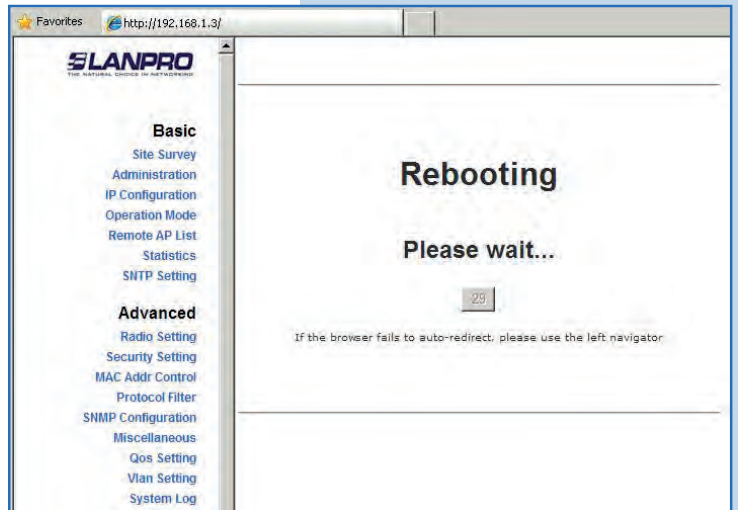 Favorites
http://192.168.1.3/
LANPRO
THE NATURAL CHOICE IN NETWORKING
Basic
Site Survey
Administration
IP Configuration
Operation Mode
Remote AP List
Statistics
SNTP Setting
Advanced
Radio Setting
Security Setting
MAC Addr Control
Protocol Filter
SNMP Configuration
Miscellaneous
Qos Setting
Vlan Setting
System Log
Rebooting
Please wait...
29
If the browser fails to auto-redirect, please use the left navigator